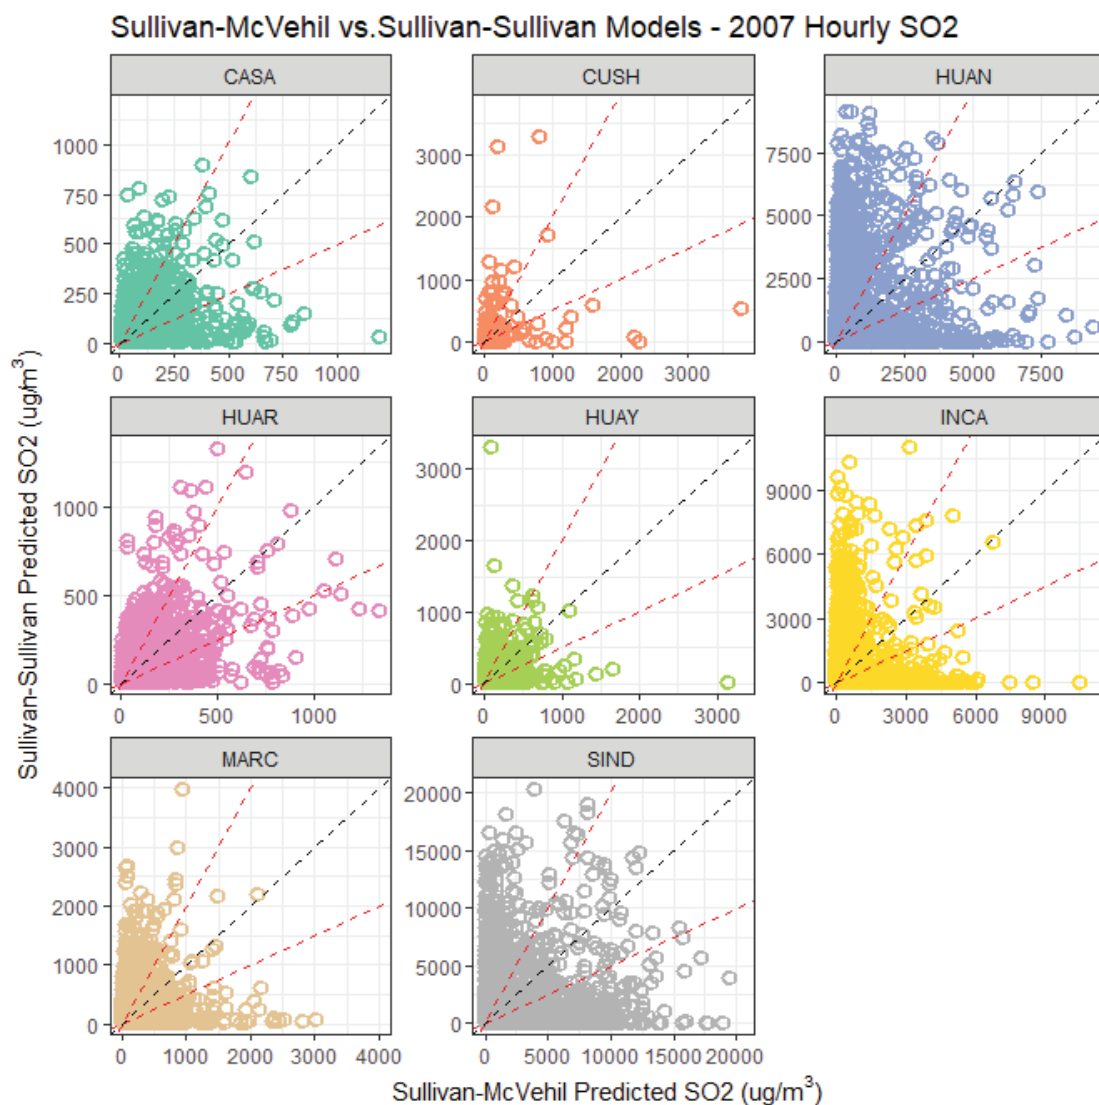 Sullivan-McVehil vs.Sullivan-Sullivan Models - 2007 Hourly SO2
CASA
CUSH
HUAN
1000
750
500
250
0
0 250 500 1000
3000
2000
1000
0
0 1000 3000
7500
5000
2500
0
0 2500 5000 7500
HUAR
HUAY
INCA
1000
500
0
0 500 1000
3000
2000
1000
0
0 1000 3000
9000
6000
3000
0
0 3000 6000 9000
MARC
SIND
4000
3000
2000
1000
0
0 1000 2000 3000 4000
20000
15000
10000
5000
0
0 5000 10000 15000 20000
Sullivan-Sullivan Predicted SO2 (ug/m³)
Sullivan-McVehil Predicted SO2 (ug/m³)